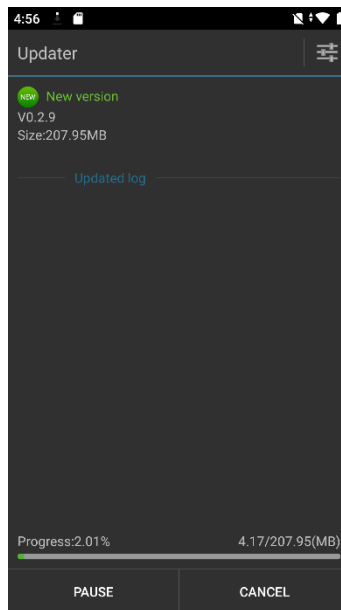 4:56
Updater
NEW New version
V0.2.9
Size:207.95MB
Updated log
Progress:2.01% 4.17/207.95(MB)
PAUSE CANCEL